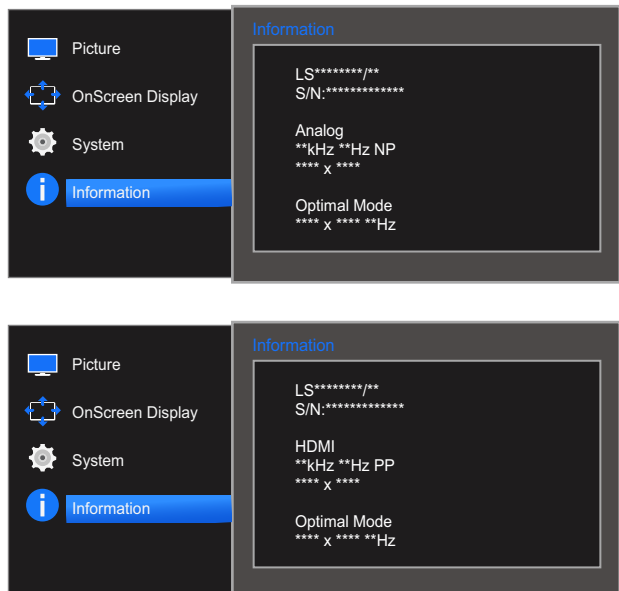 Picture
OnScreen Display
System
Information
Information
LS********/**
S/N:*************
Analog
**kHz **Hz NP
**** x ****
Optimal Mode
**** x **** **Hz
Picture
OnScreen Display
System
Information
Information
LS********/**
S/N:*************
HDMI
**kHz **Hz PP
**** x ****
Optimal Mode
**** x **** **Hz